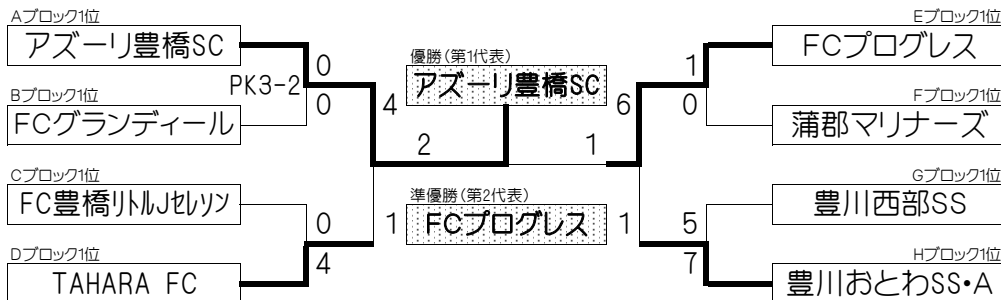 Aブロック1位
アズーリ豊橋SC
0
PK3-2
Bブロック1位
0
FCグランディール
4
優勝(第1代表)
アズーリ豊橋SC
2
1
Cブロック1位
FC豊橋リトルJセレソン
0
1
Dブロック1位
4
TAHARA FC
準優勝(第2代表)
FCプログレス
Eブロック1位
FCプログレス
1
6
Fブロック1位
0
蒲郡マリナーズ
Gブロック1位
豊川西部SS
5
1
Hブロック1位
7
豊川おとわSS・A